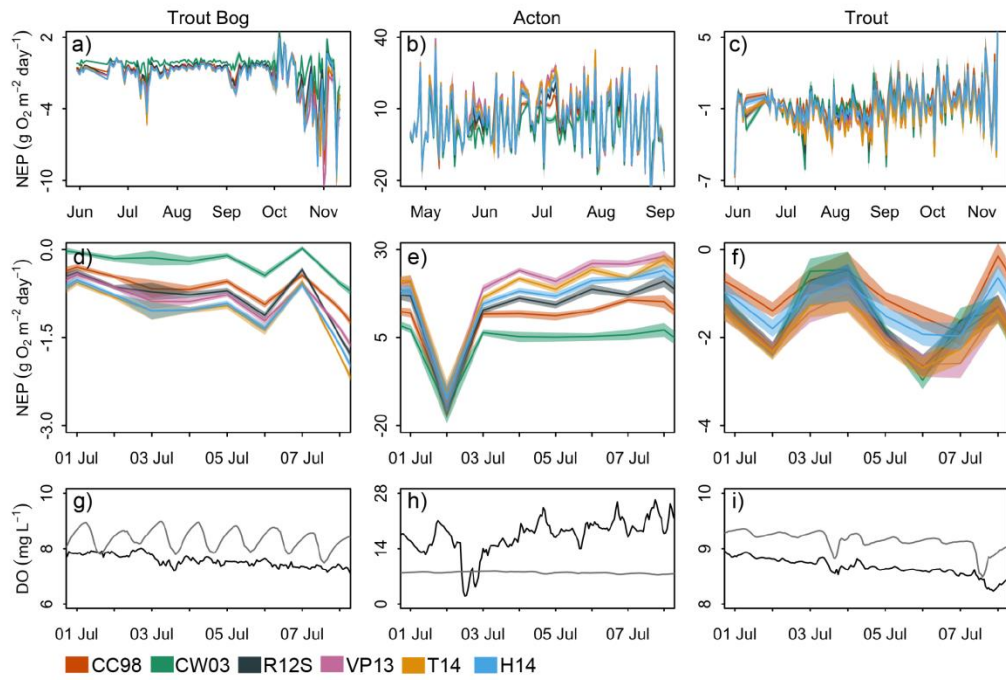 Trout Bog Acton Trout
a) b) c)
NEP (g O₂ m⁻² day⁻¹)
2 -4 -10
40 10 -20
5 -1 -7
Jun Jul Aug Sep Oct Nov
May Jun Jul Aug Sep
Jun Jul Aug Sep Oct Nov
d) e) f)
NEP (g O₂ m⁻² day⁻¹)
0.0 -1.5 -3.0
30 5 -20
0 -2 -4
01 Jul 03 Jul 05 Jul 07 Jul
01 Jul 03 Jul 05 Jul 07 Jul
01 Jul 03 Jul 05 Jul 07 Jul
g) h) i)
DO (mg L⁻¹)
10 8 6
28 14 0
10 9 8
01 Jul 03 Jul 05 Jul 07 Jul
01 Jul 03 Jul 05 Jul 07 Jul
01 Jul 03 Jul 05 Jul 07 Jul
CC98 CW03 R12S VP13 T14 H14